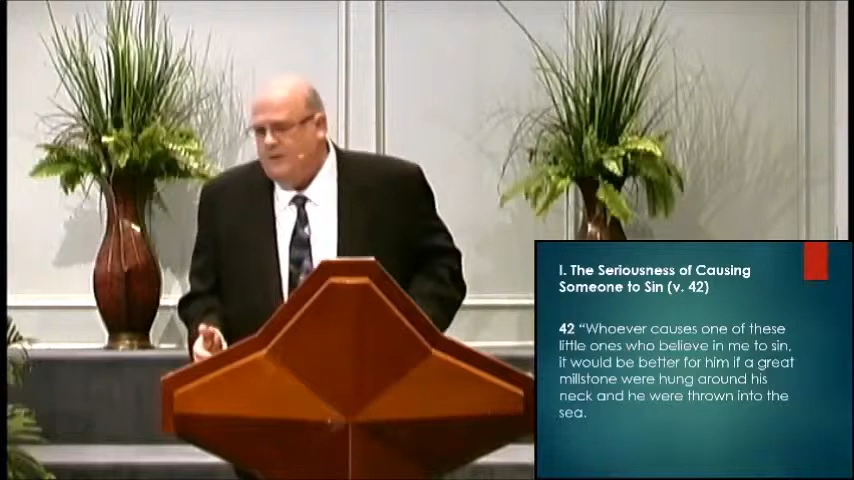 I. The Seriousness of Causing
Someone to Sin (v. 42)
42 “Whoever causes one of these
little ones who believe in me to sin,
it would be better for him if a great
millstone were hung around his
neck and he were thrown into the
sea.